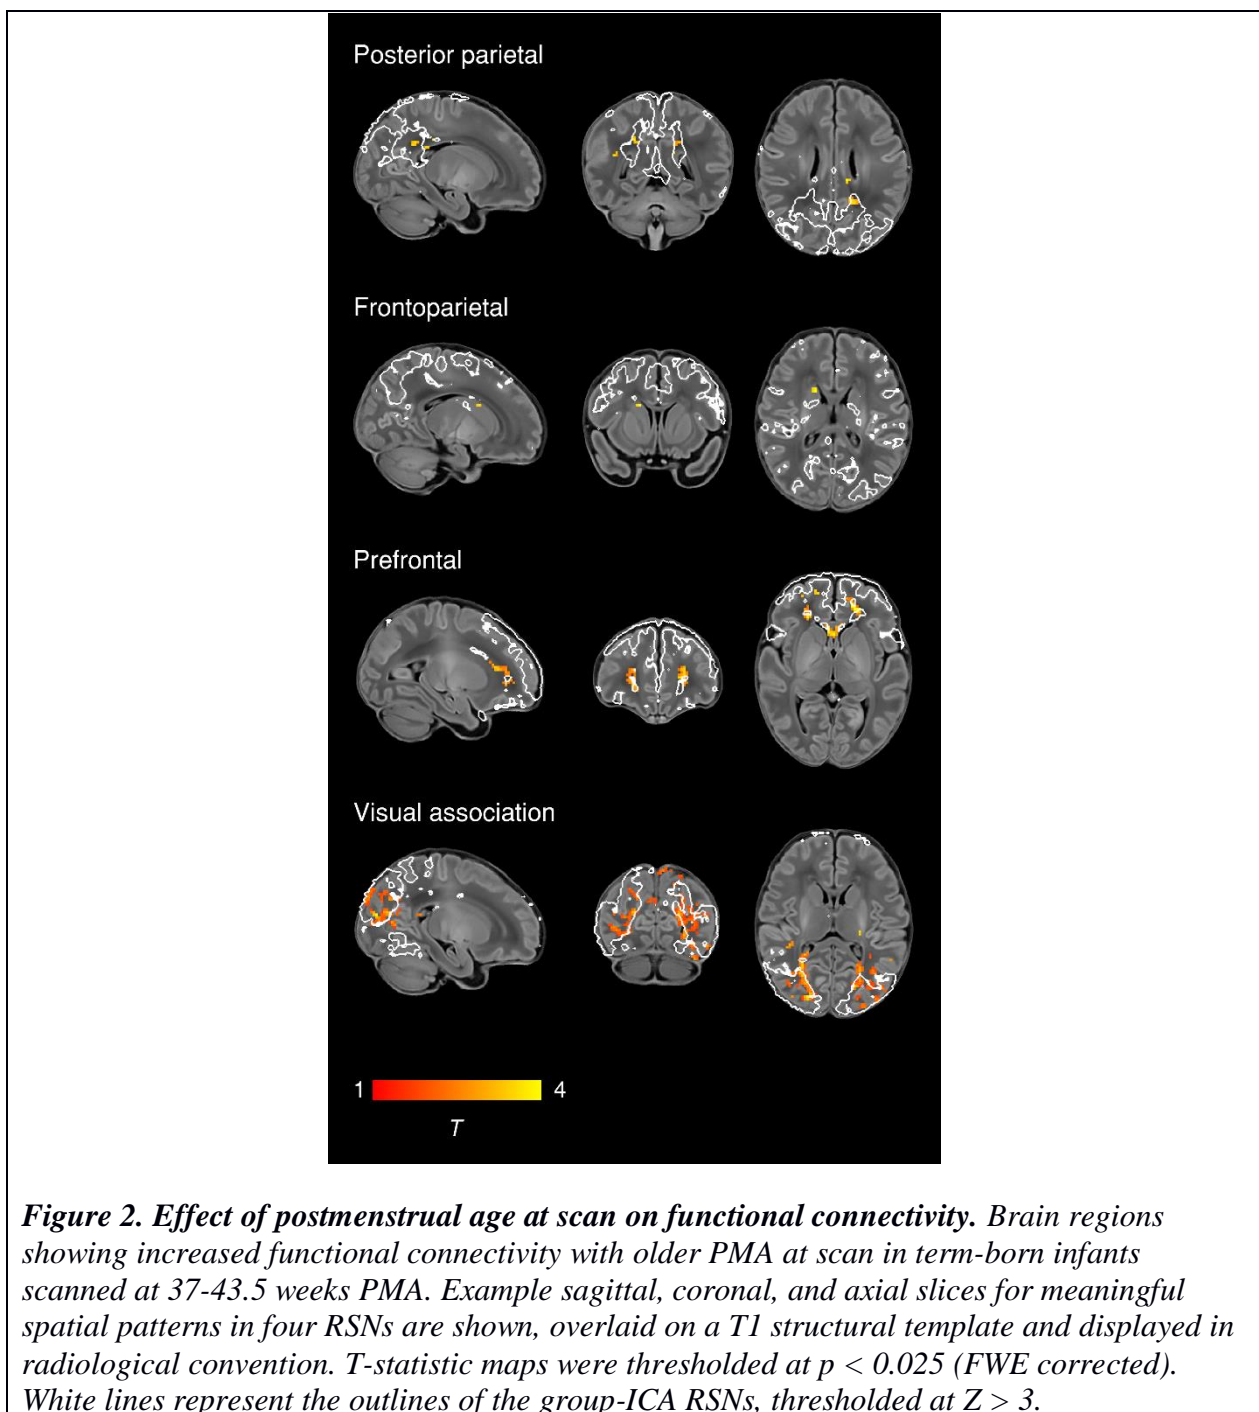 Posterior parietal
Frontoparietal
Prefrontal
Visual association
1 4
T
Figure 2. Effect of postmenstrual age at scan on functional connectivity. Brain regions
showing increased functional connectivity with older PMA at scan in term-born infants
scanned at 37-43.5 weeks PMA. Example sagittal, coronal, and axial slices for meaningful
spatial patterns in four RSNs are shown, overlaid on a T1 structural template and displayed in
radiological convention. T-statistic maps were thresholded at p < 0.025 (FWE corrected).
White lines represent the outlines of the group-ICA RSNs, thresholded at Z > 3.